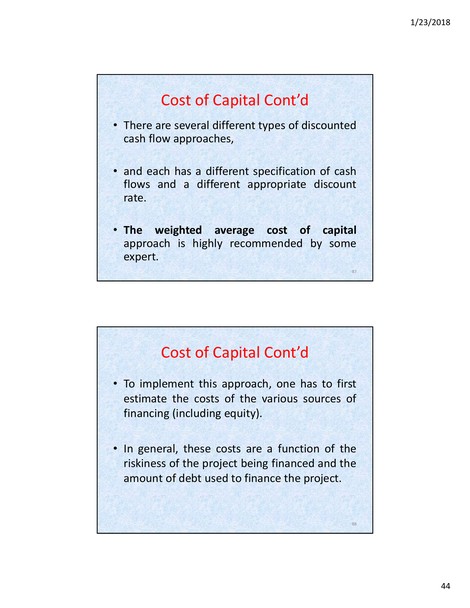 1/23/2018
Cost of Capital Cont’d
• There are several different types of discounted
cash flow approaches,
• and each has a different specification of cash
flows and a different appropriate discount
rate.
• The weighted average cost of capital
approach is highly recommended by some
expert.
Cost of Capital Cont’d
• To implement this approach, one has to first
estimate the costs of the various sources of
financing (including equity).
• In general, these costs are a function of the
riskiness of the project being financed and the
amount of debt used to finance the project.
44